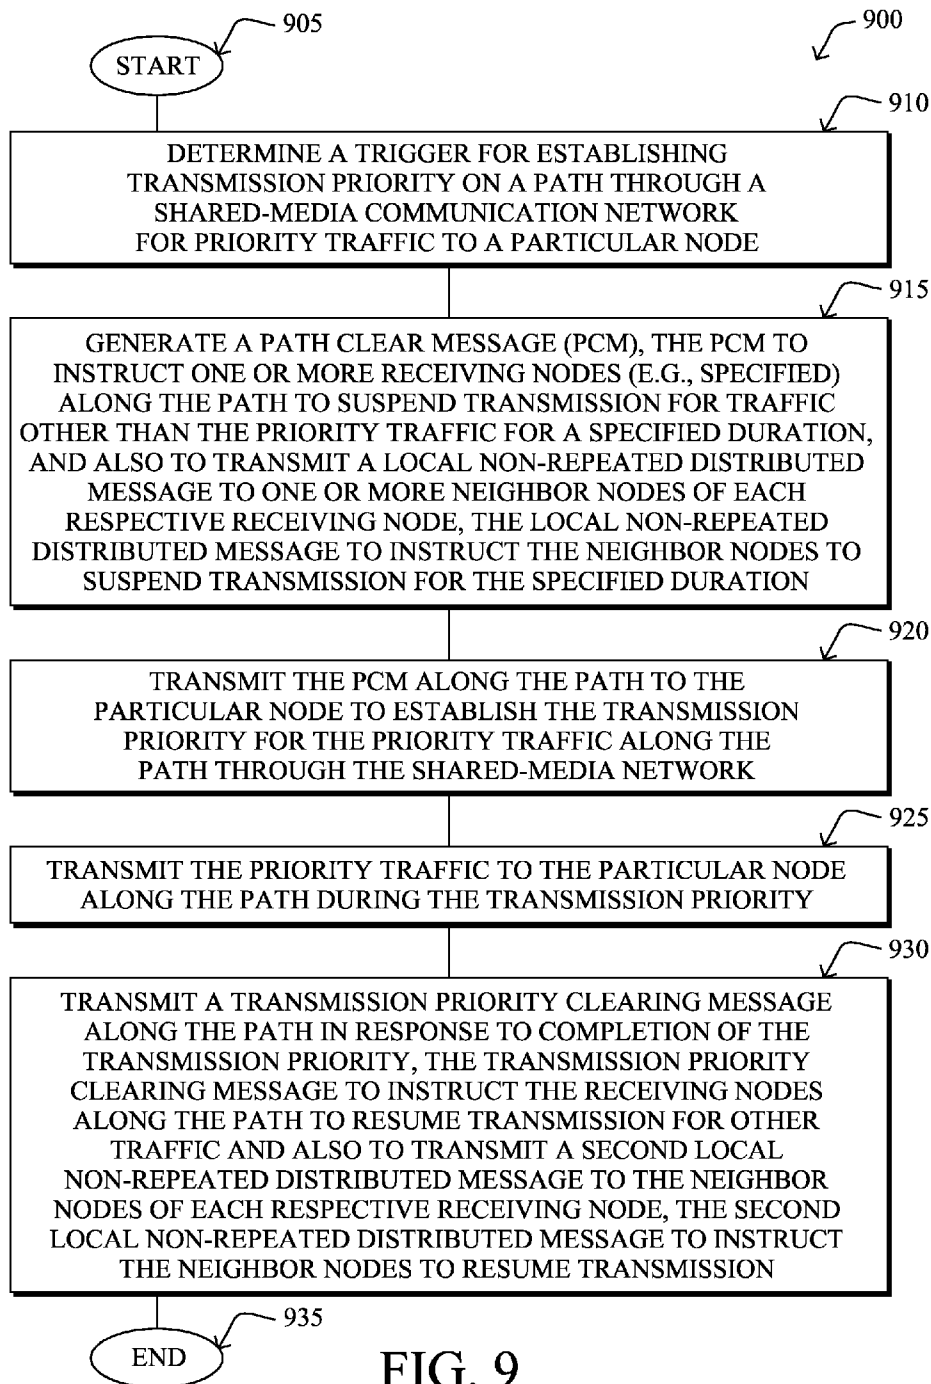 905
900
START
910
DETERMINE A TRIGGER FOR ESTABLISHING
TRANSMISSION PRIORITY ON A PATH THROUGH A
SHARED-MEDIA COMMUNICATION NETWORK
FOR PRIORITY TRAFFIC TO A PARTICULAR NODE
915
GENERATE A PATH CLEAR MESSAGE (PCM), THE PCM TO
INSTRUCT ONE OR MORE RECEIVING NODES (E.G., SPECIFIED)
ALONG THE PATH TO SUSPEND TRANSMISSION FOR TRAFFIC
OTHER THAN THE PRIORITY TRAFFIC FOR A SPECIFIED DURATION,
AND ALSO TO TRANSMIT A LOCAL NON-REPEATED DISTRIBUTED
MESSAGE TO ONE OR MORE NEIGHBOR NODES OF EACH
RESPECTIVE RECEIVING NODE, THE LOCAL NON-REPEATED
DISTRIBUTED MESSAGE TO INSTRUCT THE NEIGHBOR NODES TO
SUSPEND TRANSMISSION FOR THE SPECIFIED DURATION
920
TRANSMIT THE PCM ALONG THE PATH TO THE
PARTICULAR NODE TO ESTABLISH THE TRANSMISSION
PRIORITY FOR THE PRIORITY TRAFFIC ALONG THE
PATH THROUGH THE SHARED-MEDIA NETWORK
925
TRANSMIT THE PRIORITY TRAFFIC TO THE PARTICULAR NODE
ALONG THE PATH DURING THE TRANSMISSION PRIORITY
930
TRANSMIT A TRANSMISSION PRIORITY CLEARING MESSAGE
ALONG THE PATH IN RESPONSE TO COMPLETION OF THE
TRANSMISSION PRIORITY, THE TRANSMISSION PRIORITY
CLEARING MESSAGE TO INSTRUCT THE RECEIVING NODES
ALONG THE PATH TO RESUME TRANSMISSION FOR OTHER
TRAFFIC AND ALSO TO TRANSMIT A SECOND LOCAL
NON-REPEATED DISTRIBUTED MESSAGE TO THE NEIGHBOR
NODES OF EACH RESPECTIVE RECEIVING NODE, THE SECOND
LOCAL NON-REPEATED DISTRIBUTED MESSAGE TO INSTRUCT
THE NEIGHBOR NODES TO RESUME TRANSMISSION
935
END
FIG. 9